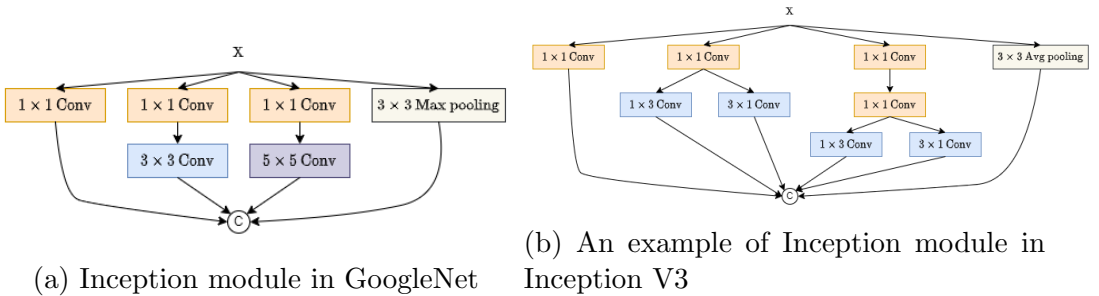 X
1 × 1 Conv 1 × 1 Conv 1 × 1 Conv 3 × 3 Max pooling
3 × 3 Conv 5 × 5 Conv
C
(a) Inception module in GoogleNet
X
1 × 1 Conv 1 × 1 Conv 1 × 1 Conv 3 × 3 Avg pooling
1 × 3 Conv 3 × 1 Conv 1 × 1 Conv
1 × 3 Conv 3 × 1 Conv
C
(b) An example of Inception module in
Inception V3